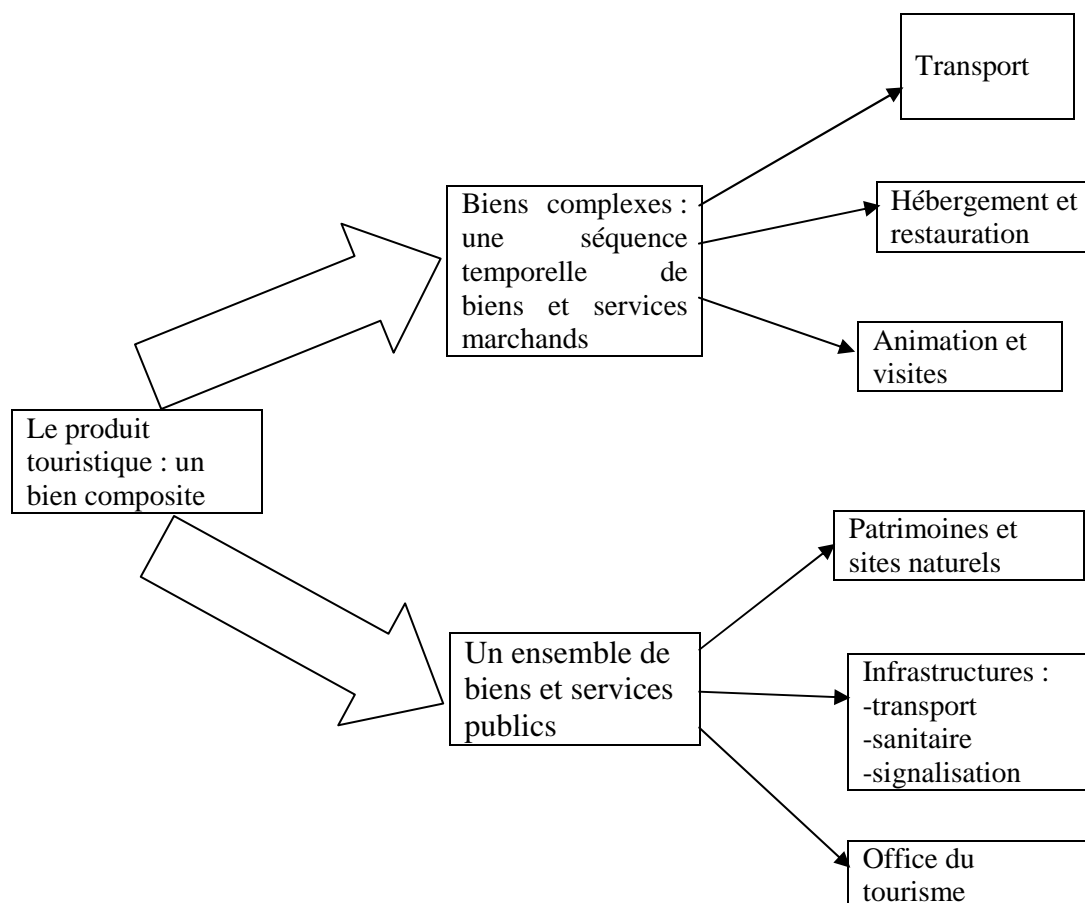 Transport
Biens complexes :
une séquence
temporelle de
biens et services
marchands
Hébergement et
restauration
Animation et
visites
Le produit
touristique : un
bien composite
Patrimoines et
sites naturels
Un ensemble de
biens et services
publics
Infrastructures :
-transport
-sanitaire
-signalisation
Office du
tourisme